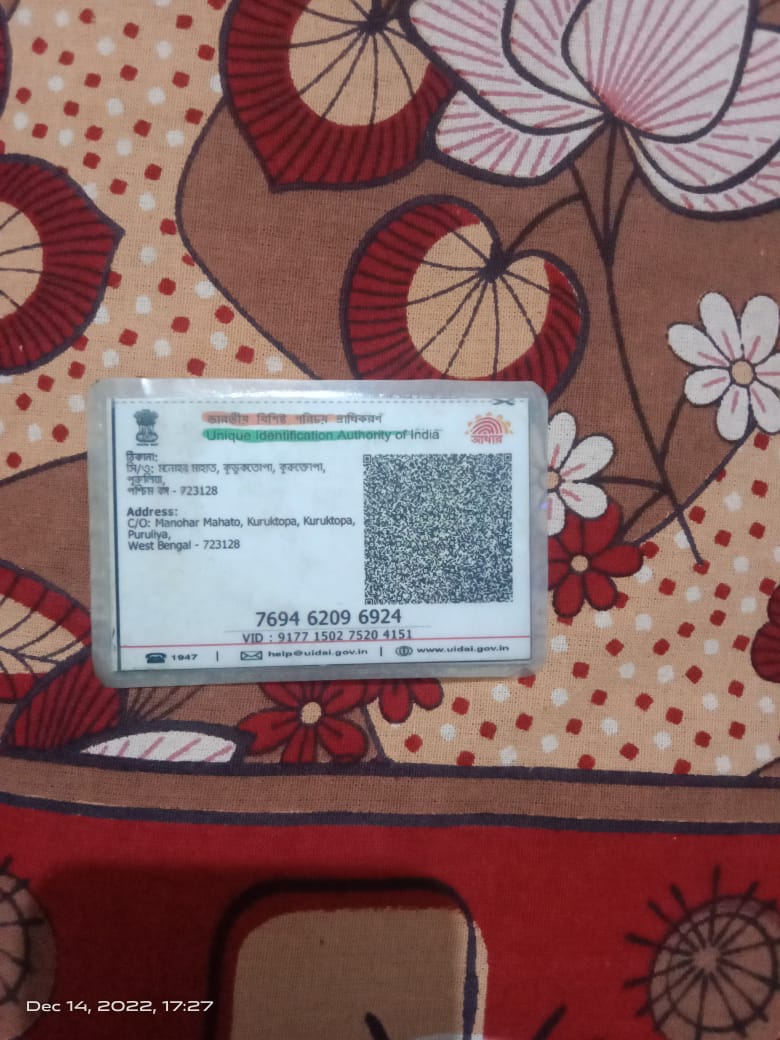 ভারতীয় বিশিষ্ট পরিচয় প্রাধিকরণ
Unique Identification Authority of India
আধার
ঠিকানা:
সি/ও: মনোহর মাহাত, কুড়ুকতোপা, কুরুতোপা,
পুরুলিয়া,
পশ্চিম বঙ্গ - 723128
Address:
C/O: Manohar Mahato, Kuruktopa, Kuruktopa,
Puruliya,
West Bengal - 723128
7694 6209 6924
VID : 9177 1502 7520 4151
1947 | help@uidai.gov.in | www.uidai.gov.in
Dec 14, 2022, 17:27